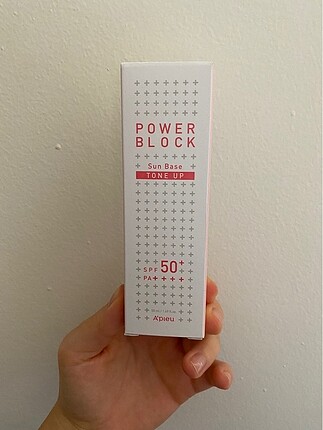 POWER
BLOCK
Sun Base
TONE UP
SPF 50+
PA++++
A'PIEU